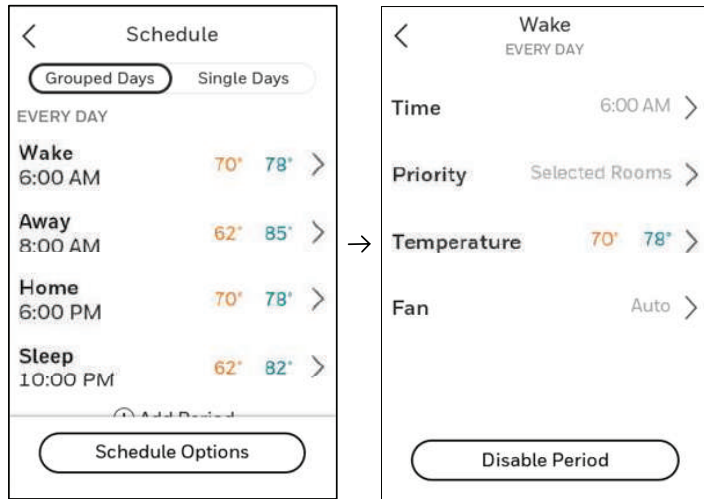 Schedule
Grouped Days Single Days
EVERY DAY
Wake
6:00 AM 70° 78°
Away
8:00 AM 62° 85°
Home
6:00 PM 70° 78°
Sleep
10:00 PM 62° 82°
Add Period
Schedule Options
Wake
EVERY DAY
Time 6:00 AM
Priority Selected Rooms
Temperature 70° 78°
Fan Auto
Disable Period